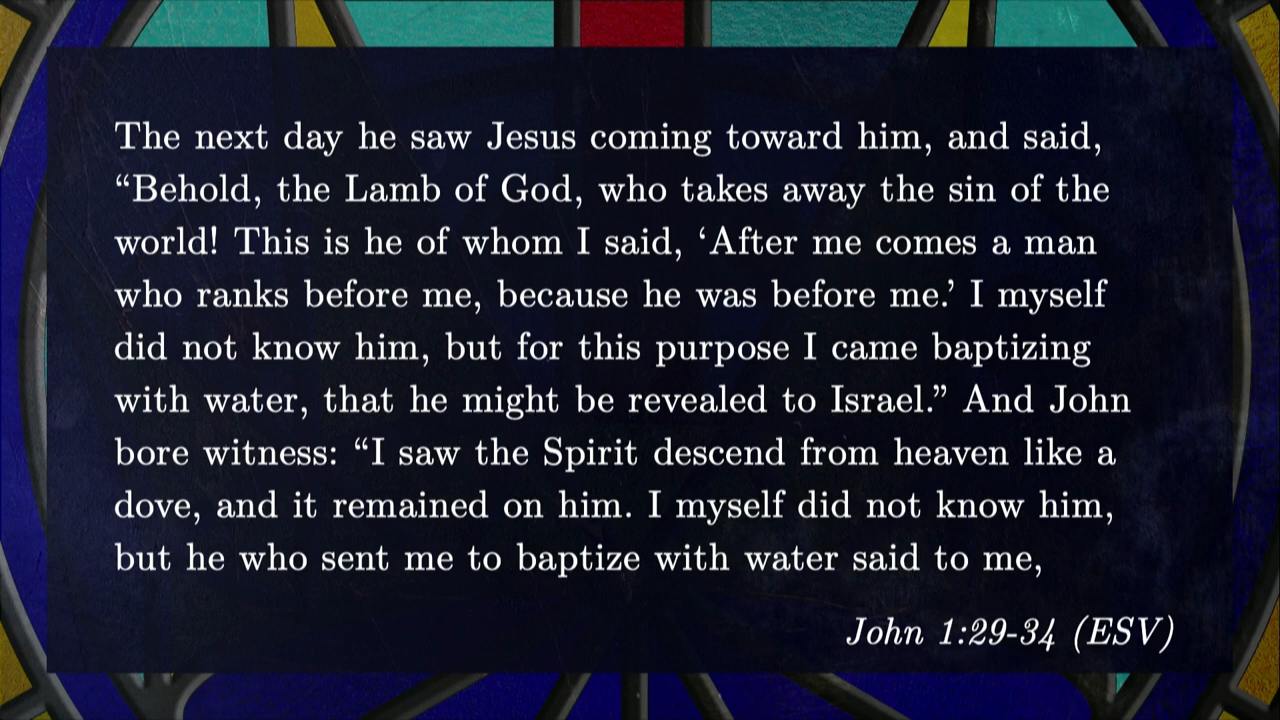 The next day he saw Jesus coming toward him, and said,
“Behold, the Lamb of God, who takes away the sin of the
world! This is he of whom I said, ‘After me comes a man
who ranks before me, because he was before me.’ I myself
did not know him, but for this purpose I came baptizing
with water, that he might be revealed to Israel.” And John
bore witness: “I saw the Spirit descend from heaven like a
dove, and it remained on him. I myself did not know him,
but he who sent me to baptize with water said to me,
John 1:29-34 (ESV)